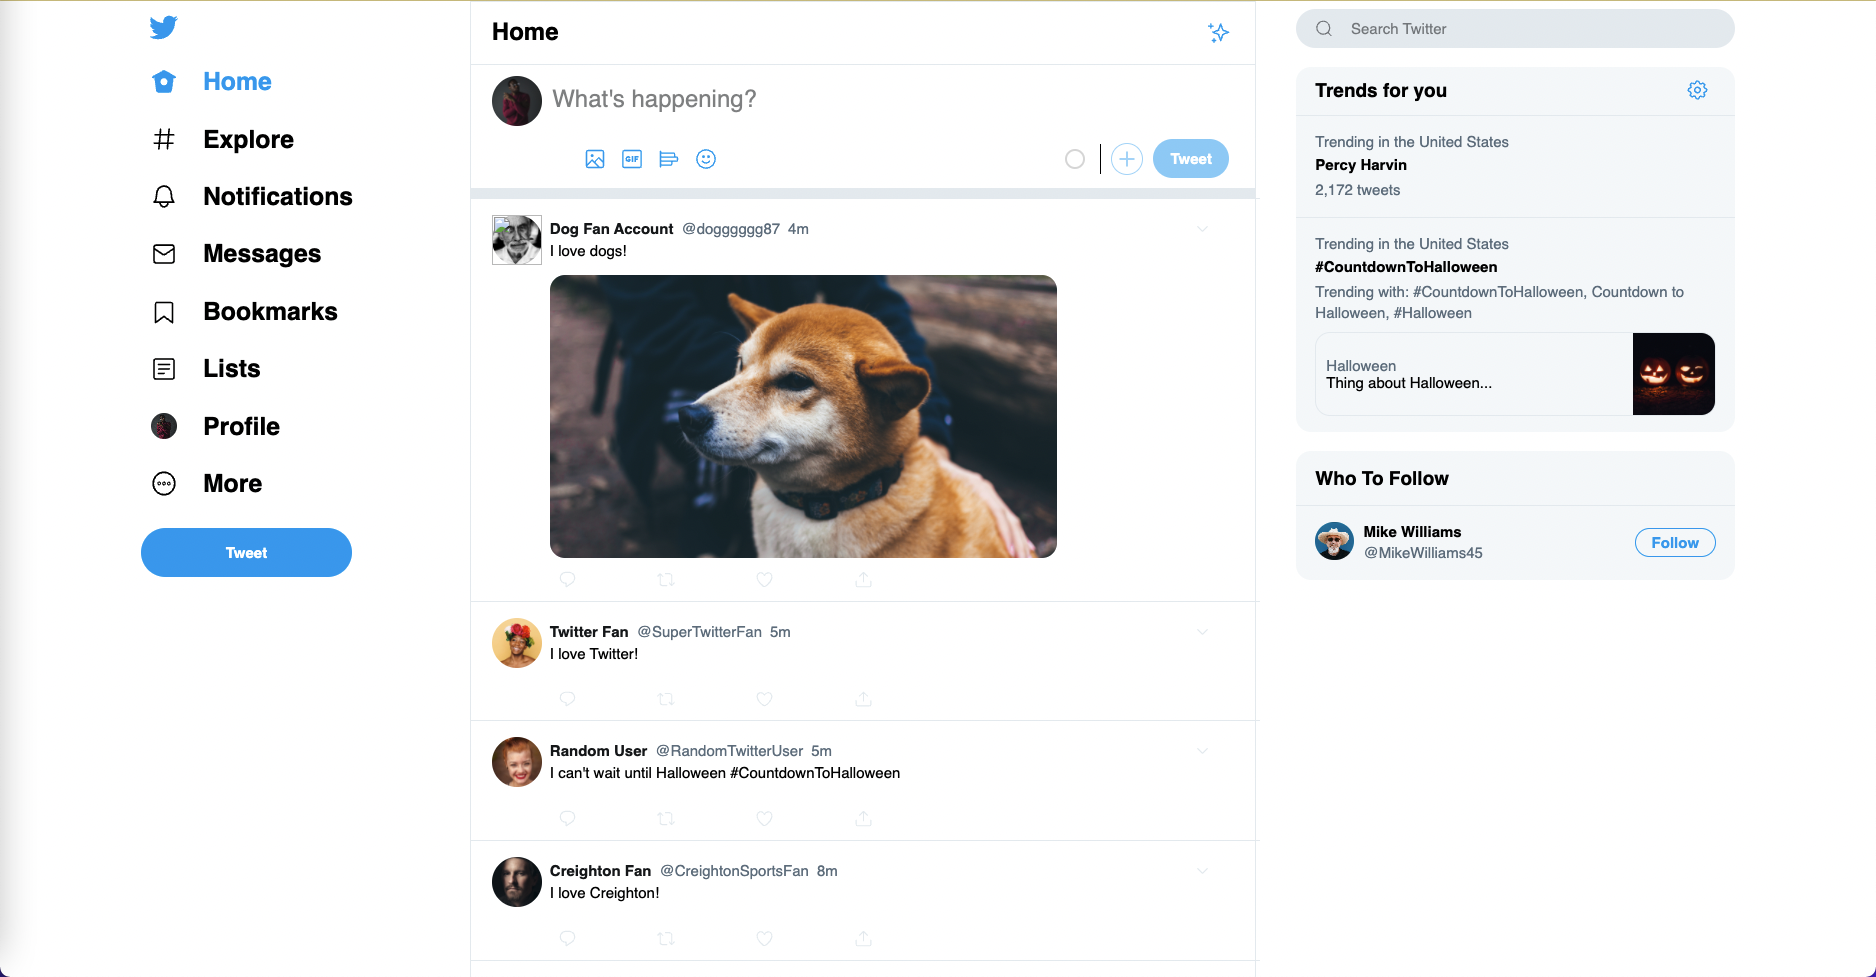 Home
Explore
Notifications
Messages
Bookmarks
Lists
Profile
More
Tweet
Home
What's happening?
GIF
Tweet
Dog Fan Account @dogggggg87 4m
I love dogs!
Twitter Fan @SuperTwitterFan 5m
I love Twitter!
Random User @RandomTwitterUser 5m
I can't wait until Halloween #CountdownToHalloween
Creighton Fan @CreightonSportsFan 8m
I love Creighton!
Search Twitter
Trends for you
Trending in the United States
Percy Harvin
2,172 tweets
Trending in the United States
#CountdownToHalloween
Trending with: #CountdownToHalloween, Countdown to
Halloween, #Halloween
Halloween
Thing about Halloween...
Who To Follow
Mike Williams
@MikeWilliams45
Follow